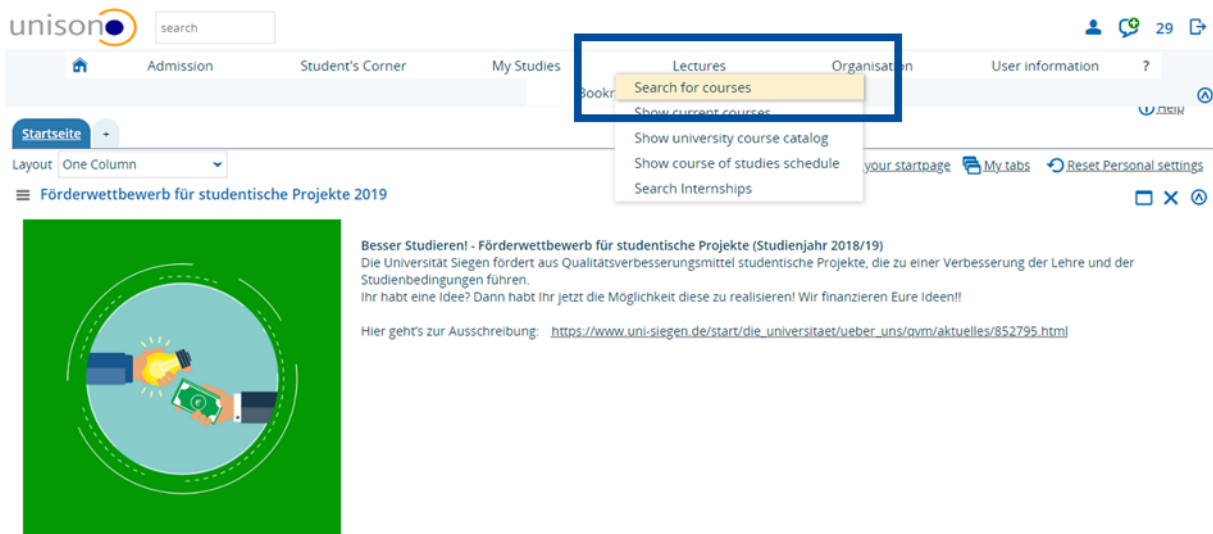 unisono
search
29
Admission Student's Corner My Studies Lectures Organisation User information ?
Search for courses
Show current courses
Help
Startseite +
Show university course catalog
Layout One Column
Show course of studies schedule
your startpage My tabs Reset Personal settings
Search Internships
Förderwettbewerb für studentische Projekte 2019
Besser Studieren! - Förderwettbewerb für studentische Projekte (Studienjahr 2018/19)
Die Universität Siegen fördert aus Qualitätsverbesserungsmittel studentische Projekte, die zu einer Verbesserung der Lehre und der
Studienbedingungen führen.
Ihr habt eine Idee? Dann habt Ihr jetzt die Möglichkeit diese zu realisieren! Wir finanzieren Eure Ideen!!
Hier geht's zur Ausschreibung: https://www.uni-siegen.de/start/die_universitaet/ueber_uns/qvm/aktuelles/852795.html